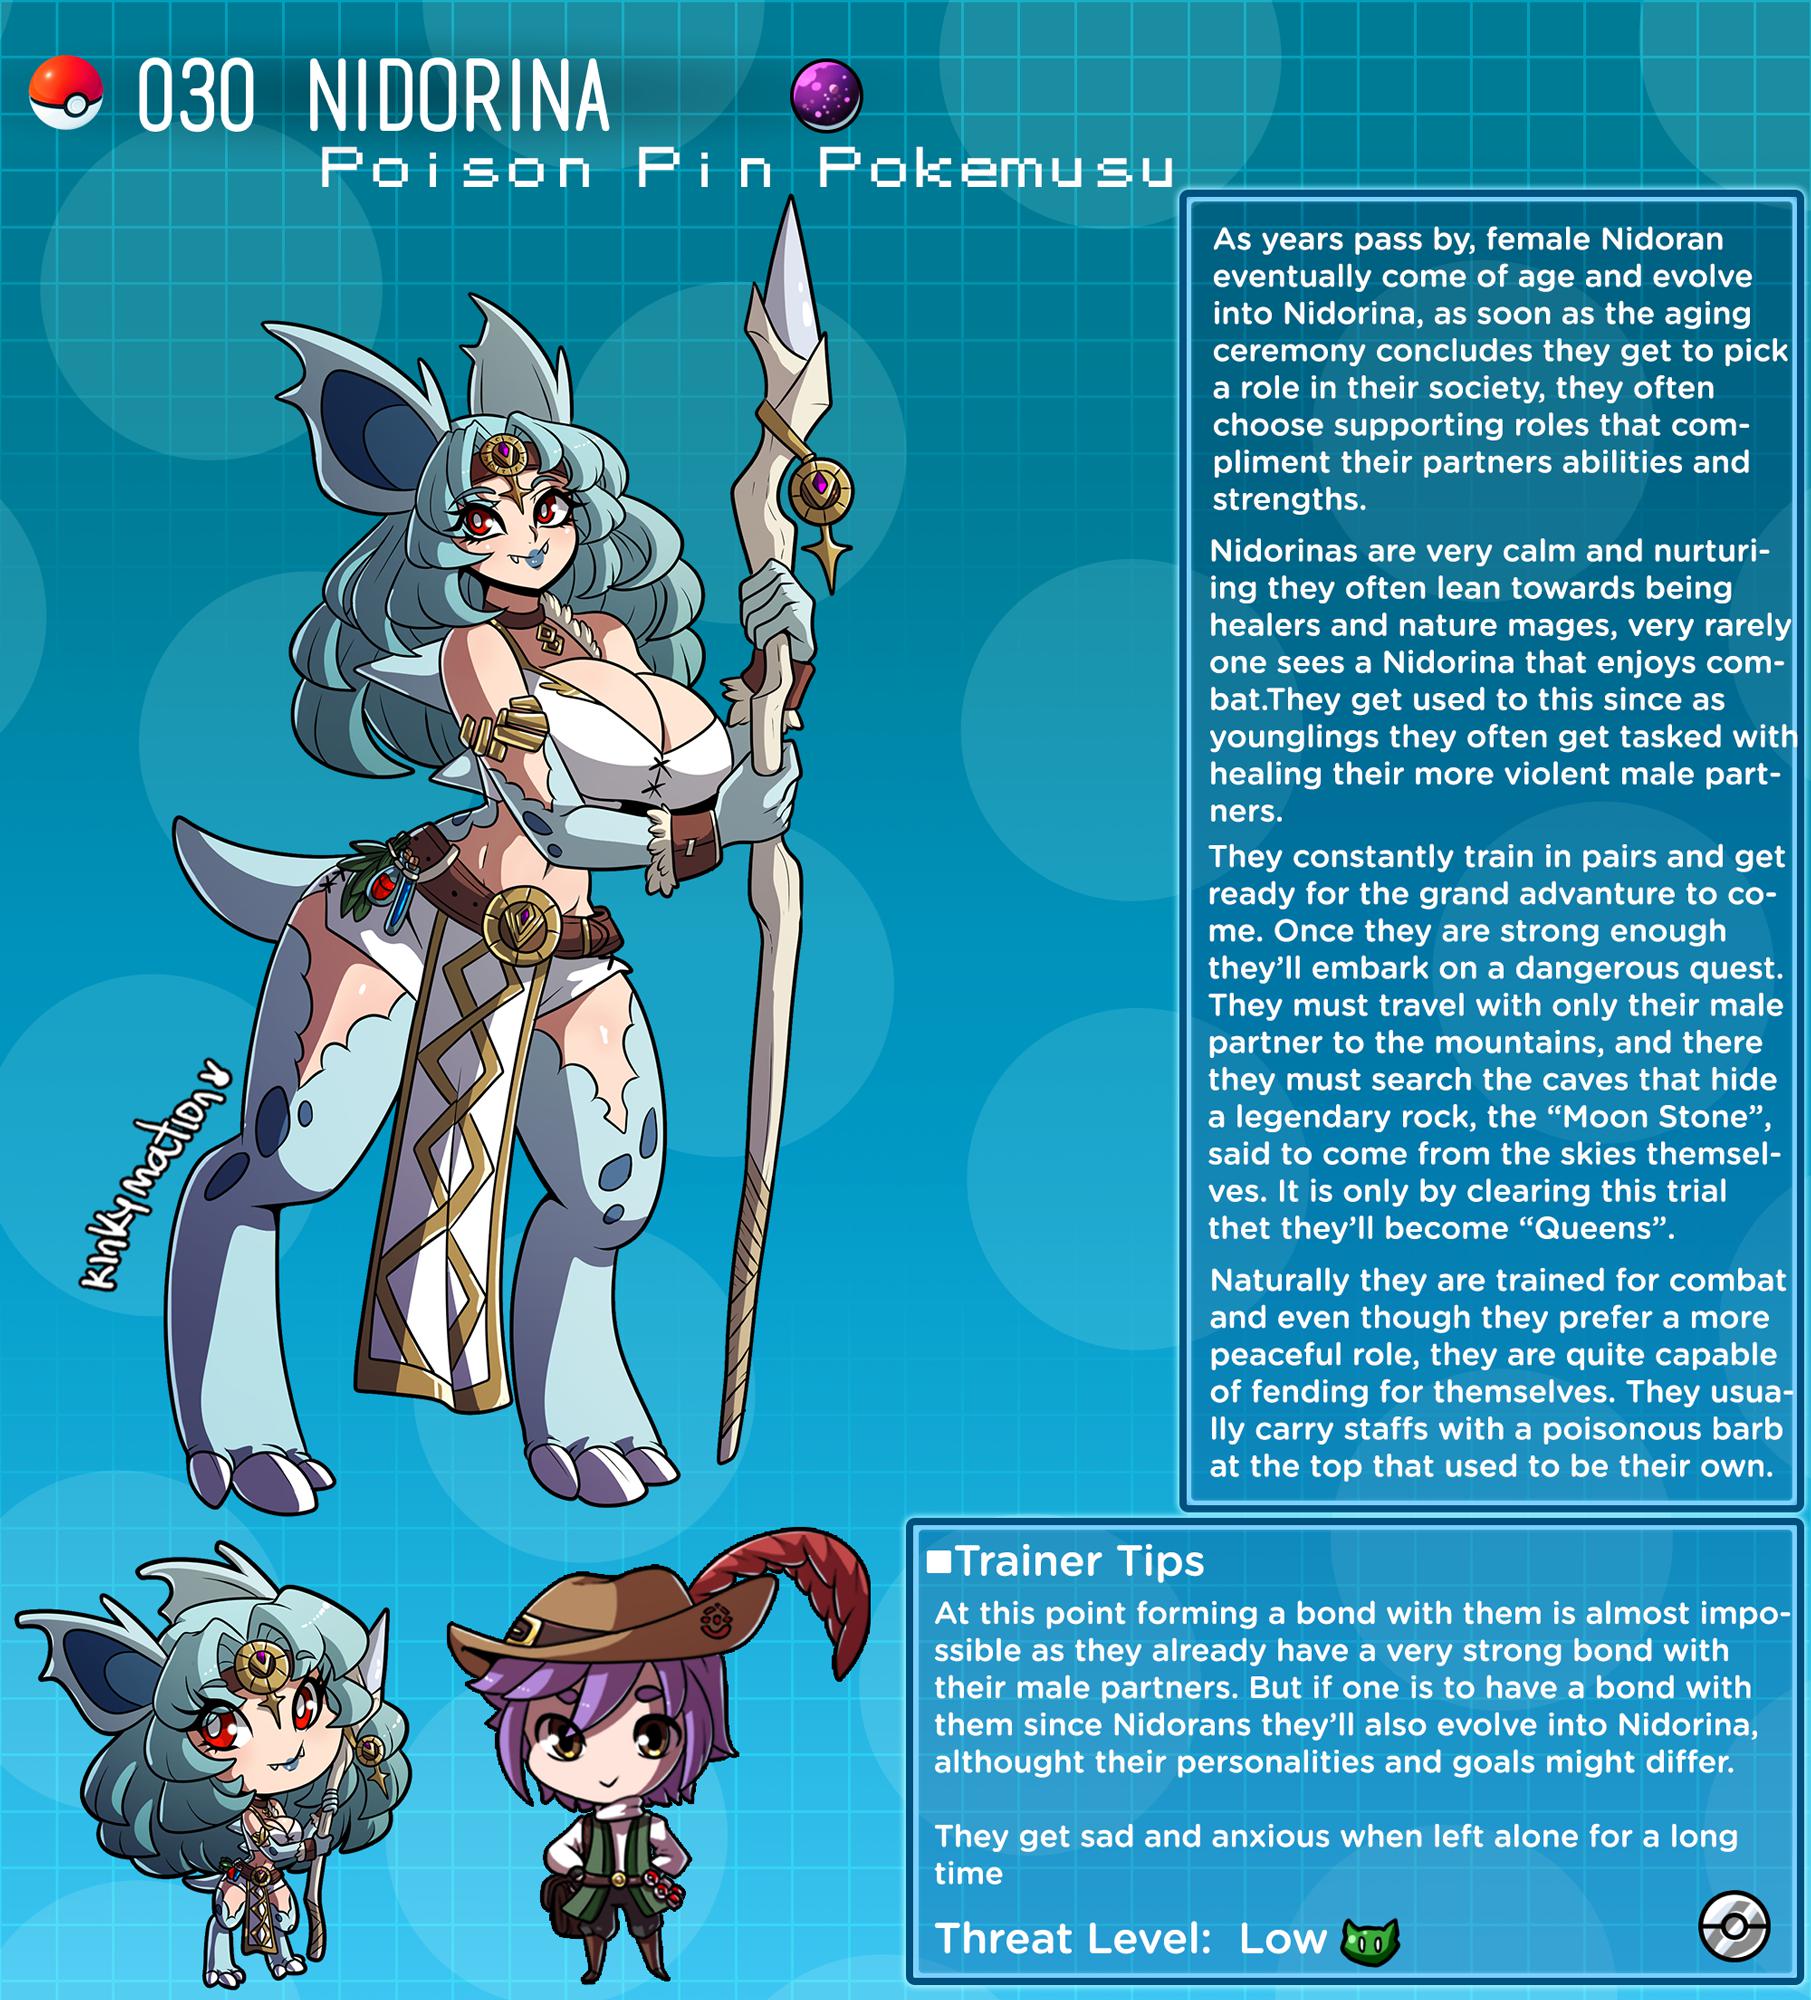 030 NIDORINA
Poison Pin Pokemusu
As years pass by, female Nidoran
eventually come of age and evolve
into Nidorina, as soon as the aging
ceremony concludes they get to pick
a role in their society, they often
choose supporting roles that com-
pliment their partners abilities and
strengths.
Nidorinas are very calm and nurturi-
ing they often lean towards being
healers and nature mages, very rarely
one sees a Nidorina that enjoys com-
bat.They get used to this since as
younglings they often get tasked with
healing their more violent male part-
ners.
They constantly train in pairs and get
ready for the grand advanture to co-
me. Once they are strong enough
they’ll embark on a dangerous quest.
They must travel with only their male
partner to the mountains, and there
they must search the caves that hide
a legendary rock, the “Moon Stone”,
said to come from the skies themsel-
ves. It is only by clearing this trial
thet they’ll become “Queens”.
Naturally they are trained for combat
and even though they prefer a more
peaceful role, they are quite capable
of fending for themselves. They usua-
lly carry staffs with a poisonous barb
at the top that used to be their own.
kinkymation
Trainer Tips
At this point forming a bond with them is almost impo-
ssible as they already have a very strong bond with
their male partners. But if one is to have a bond with
them since Nidorans they’ll also evolve into Nidorina,
althought their personalities and goals might differ.
They get sad and anxious when left alone for a long
time
Threat Level: Low